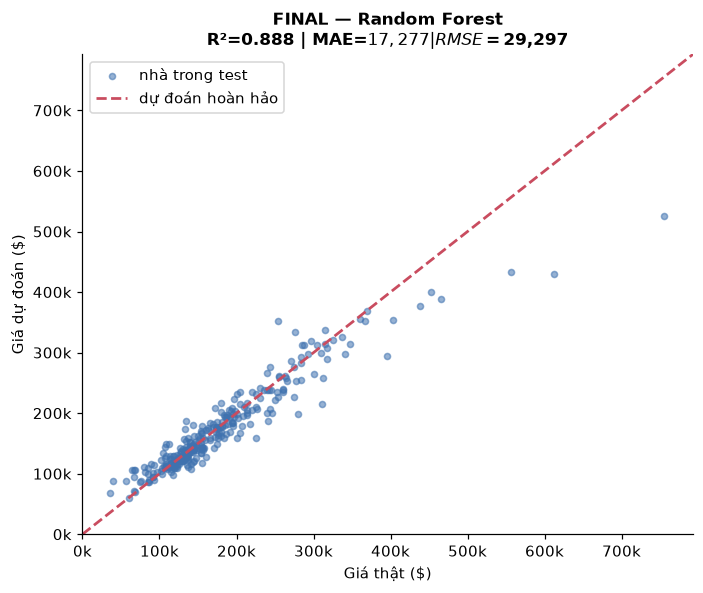 FINAL — Random Forest
R²=0.888 | MAE=17,277|RMSE=29,297
nhà trong test
dự đoán hoàn hảo
700k
600k
500k
400k
300k
200k
100k
0k
Giá dự đoán ($)
0k 100k 200k 300k 400k 500k 600k 700k
Giá thật ($)